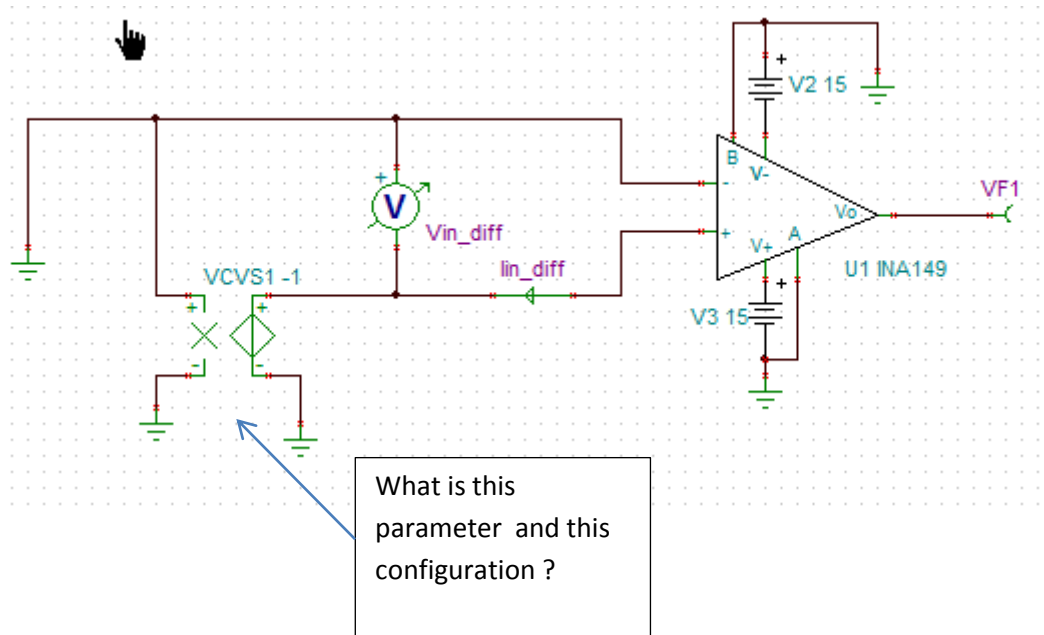 V2 15
B
V-
-
VF1
+
V
Vo
Vin_diff
+
V+
A
Iin_diff
U1 INA149
VCVS1 -1
+
+
+
V3 15
-
-
What is this
parameter and this
configuration ?